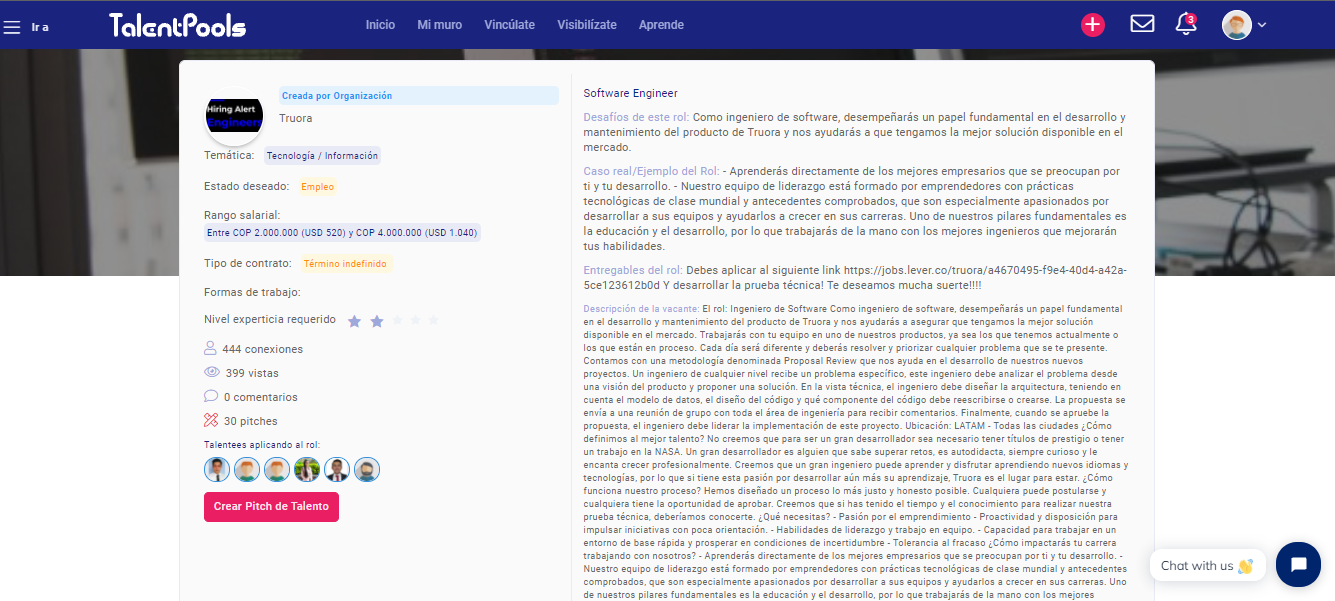 Ir a
TalentPools
Inicio
Mi muro
Vincúlate
Visibilízate
Aprende
3
Hiring Alert
Engineers
Creada por Organización
Truora
Temática: Tecnología / Información
Estado deseado: Empleo
Rango salarial:
Entre COP 2.000.000 (USD 520) y COP 4.000.000 (USD 1.040)
Tipo de contrato: Término indefinido
Formas de trabajo:
Nivel experticia requerido
444 conexiones
399 vistas
0 comentarios
30 pitches
Talentees aplicando al rol:
Crear Pitch de Talento
Software Engineer
Desafíos de este rol: Como ingeniero de software, desempeñarás un papel fundamental en el desarrollo y
mantenimiento del producto de Truora y nos ayudarás a que tengamos la mejor solución disponible en el
mercado.
Caso real/Ejemplo del Rol: - Aprenderás directamente de los mejores empresarios que se preocupan por
ti y tu desarrollo. - Nuestro equipo de liderazgo está formado por emprendedores con prácticas
tecnológicas de clase mundial y antecedentes comprobados, que son especialmente apasionados por
desarrollar a sus equipos y ayudarlos a crecer en sus carreras. Uno de nuestros pilares fundamentales es
la educación y el desarrollo, por lo que trabajarás de la mano con los mejores ingenieros que mejorarán
tus habilidades.
Entregables del rol: Debes aplicar al siguiente link https://jobs.lever.co/truora/a4670495-f9e4-40d4-a42a-
5ce123612b0d Y desarrollar la prueba técnica! Te deseamos mucha suerte!!!!
Descripción de la vacante: El rol: Ingeniero de Software Como ingeniero de software, desempeñarás un papel fundamental
en el desarrollo y mantenimiento del producto de Truora y nos ayudarás a asegurar que tengamos la mejor solución
disponible en el mercado. Trabajarás con tu equipo en uno de nuestros productos, ya sea los que tenemos actualmente o
los que están en proceso. Cada día será diferente y deberás resolver y priorizar cualquier problema que se te presente.
Contamos con una metodología denominada Proposal Review que nos ayuda en el desarrollo de nuestros nuevos
proyectos. Un ingeniero de cualquier nivel recibe un problema específico, este ingeniero debe analizar el problema desde
una visión del producto y proponer una solución. En la vista técnica, el ingeniero debe diseñar la arquitectura, teniendo en
cuenta el modelo de datos, el diseño del código y qué componente del código debe reescribirse o crearse. La propuesta se
envía a una reunión de grupo con toda el área de ingeniería para recibir comentarios. Finalmente, cuando se apruebe la
propuesta, el ingeniero debe liderar la implementación de este proyecto. Ubicación: LATAM - Todas las ciudades ¿Cómo
definimos al mejor talento? No creemos que para ser un gran desarrollador sea necesario tener títulos de prestigio o tener
un trabajo en la NASA. Un gran desarrollador es alguien que sabe superar retos, es autodidacta, siempre curioso y le
encanta crecer profesionalmente. Creemos que un gran ingeniero puede aprender y disfrutar aprendiendo nuevos idiomas y
tecnologías, por lo que si tiene esta pasión por desarrollar aún más su aprendizaje, Truora es el lugar para estar. ¿Cómo
funciona nuestro proceso? Hemos diseñado un proceso lo más justo y honesto posible. Cualquiera puede postularse y
cualquiera tiene la oportunidad de aprobar. Creemos que si has tenido el tiempo y el conocimiento para realizar nuestra
prueba técnica, deberíamos conocerte. ¿Qué necesitas? - Pasión por el emprendimiento - Proactividad y disposición para
impulsar iniciativas con poca orientación. - Habilidades de liderazgo y trabajo en equipo. - Capacidad para trabajar en un
entorno de base rápida y prosperar en condiciones de incertidumbre - Tolerancia al fracaso ¿Cómo impactarás tu carrera
trabajando con nosotros? - Aprenderás directamente de los mejores empresarios que se preocupan por ti y tu desarrollo. -
Nuestro equipo de liderazgo está formado por emprendedores con prácticas tecnológicas de clase mundial y antecedentes
comprobados, que son especialmente apasionados por desarrollar a sus equipos y ayudarlos a crecer en sus carreras. Uno
de nuestros pilares fundamentales es la educación y el desarrollo, por lo que trabajarás de la mano con los mejores
Chat with us 👋